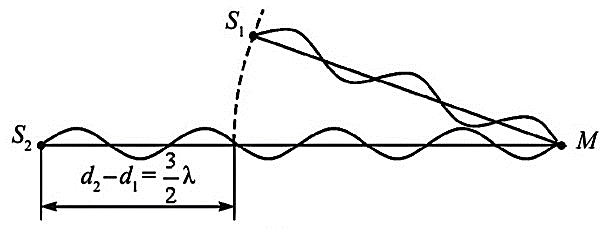 S₁
S₂
M
d₂–d₁=3/2 λ